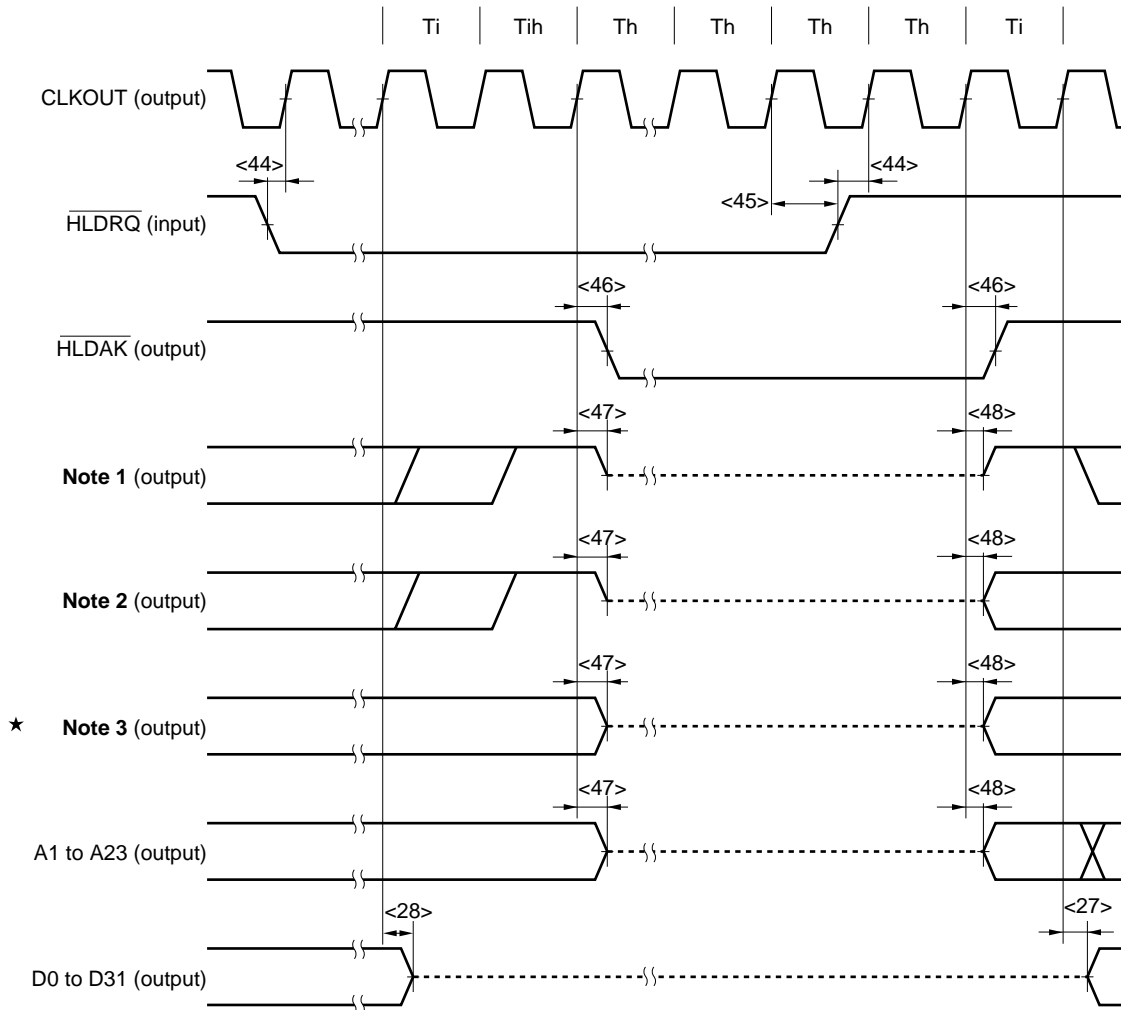 Ti Tih Th Th Th Th Ti
CLKOUT (output)
<44> <44>
<45>
HLDRQ (input)
<46> <46>
HLDAK (output)
<47> <48>
Note 1 (output)
<47> <48>
Note 2 (output)
<47> <48>
★ Note 3 (output)
<47> <48>
A1 to A23 (output)
<28> <27>
D0 to D31 (output)